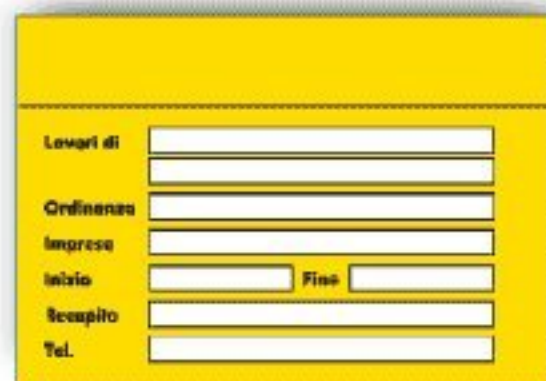 Lavori di
Ordinanza
Impresa
Inizio Fine
Recapito
Tel.